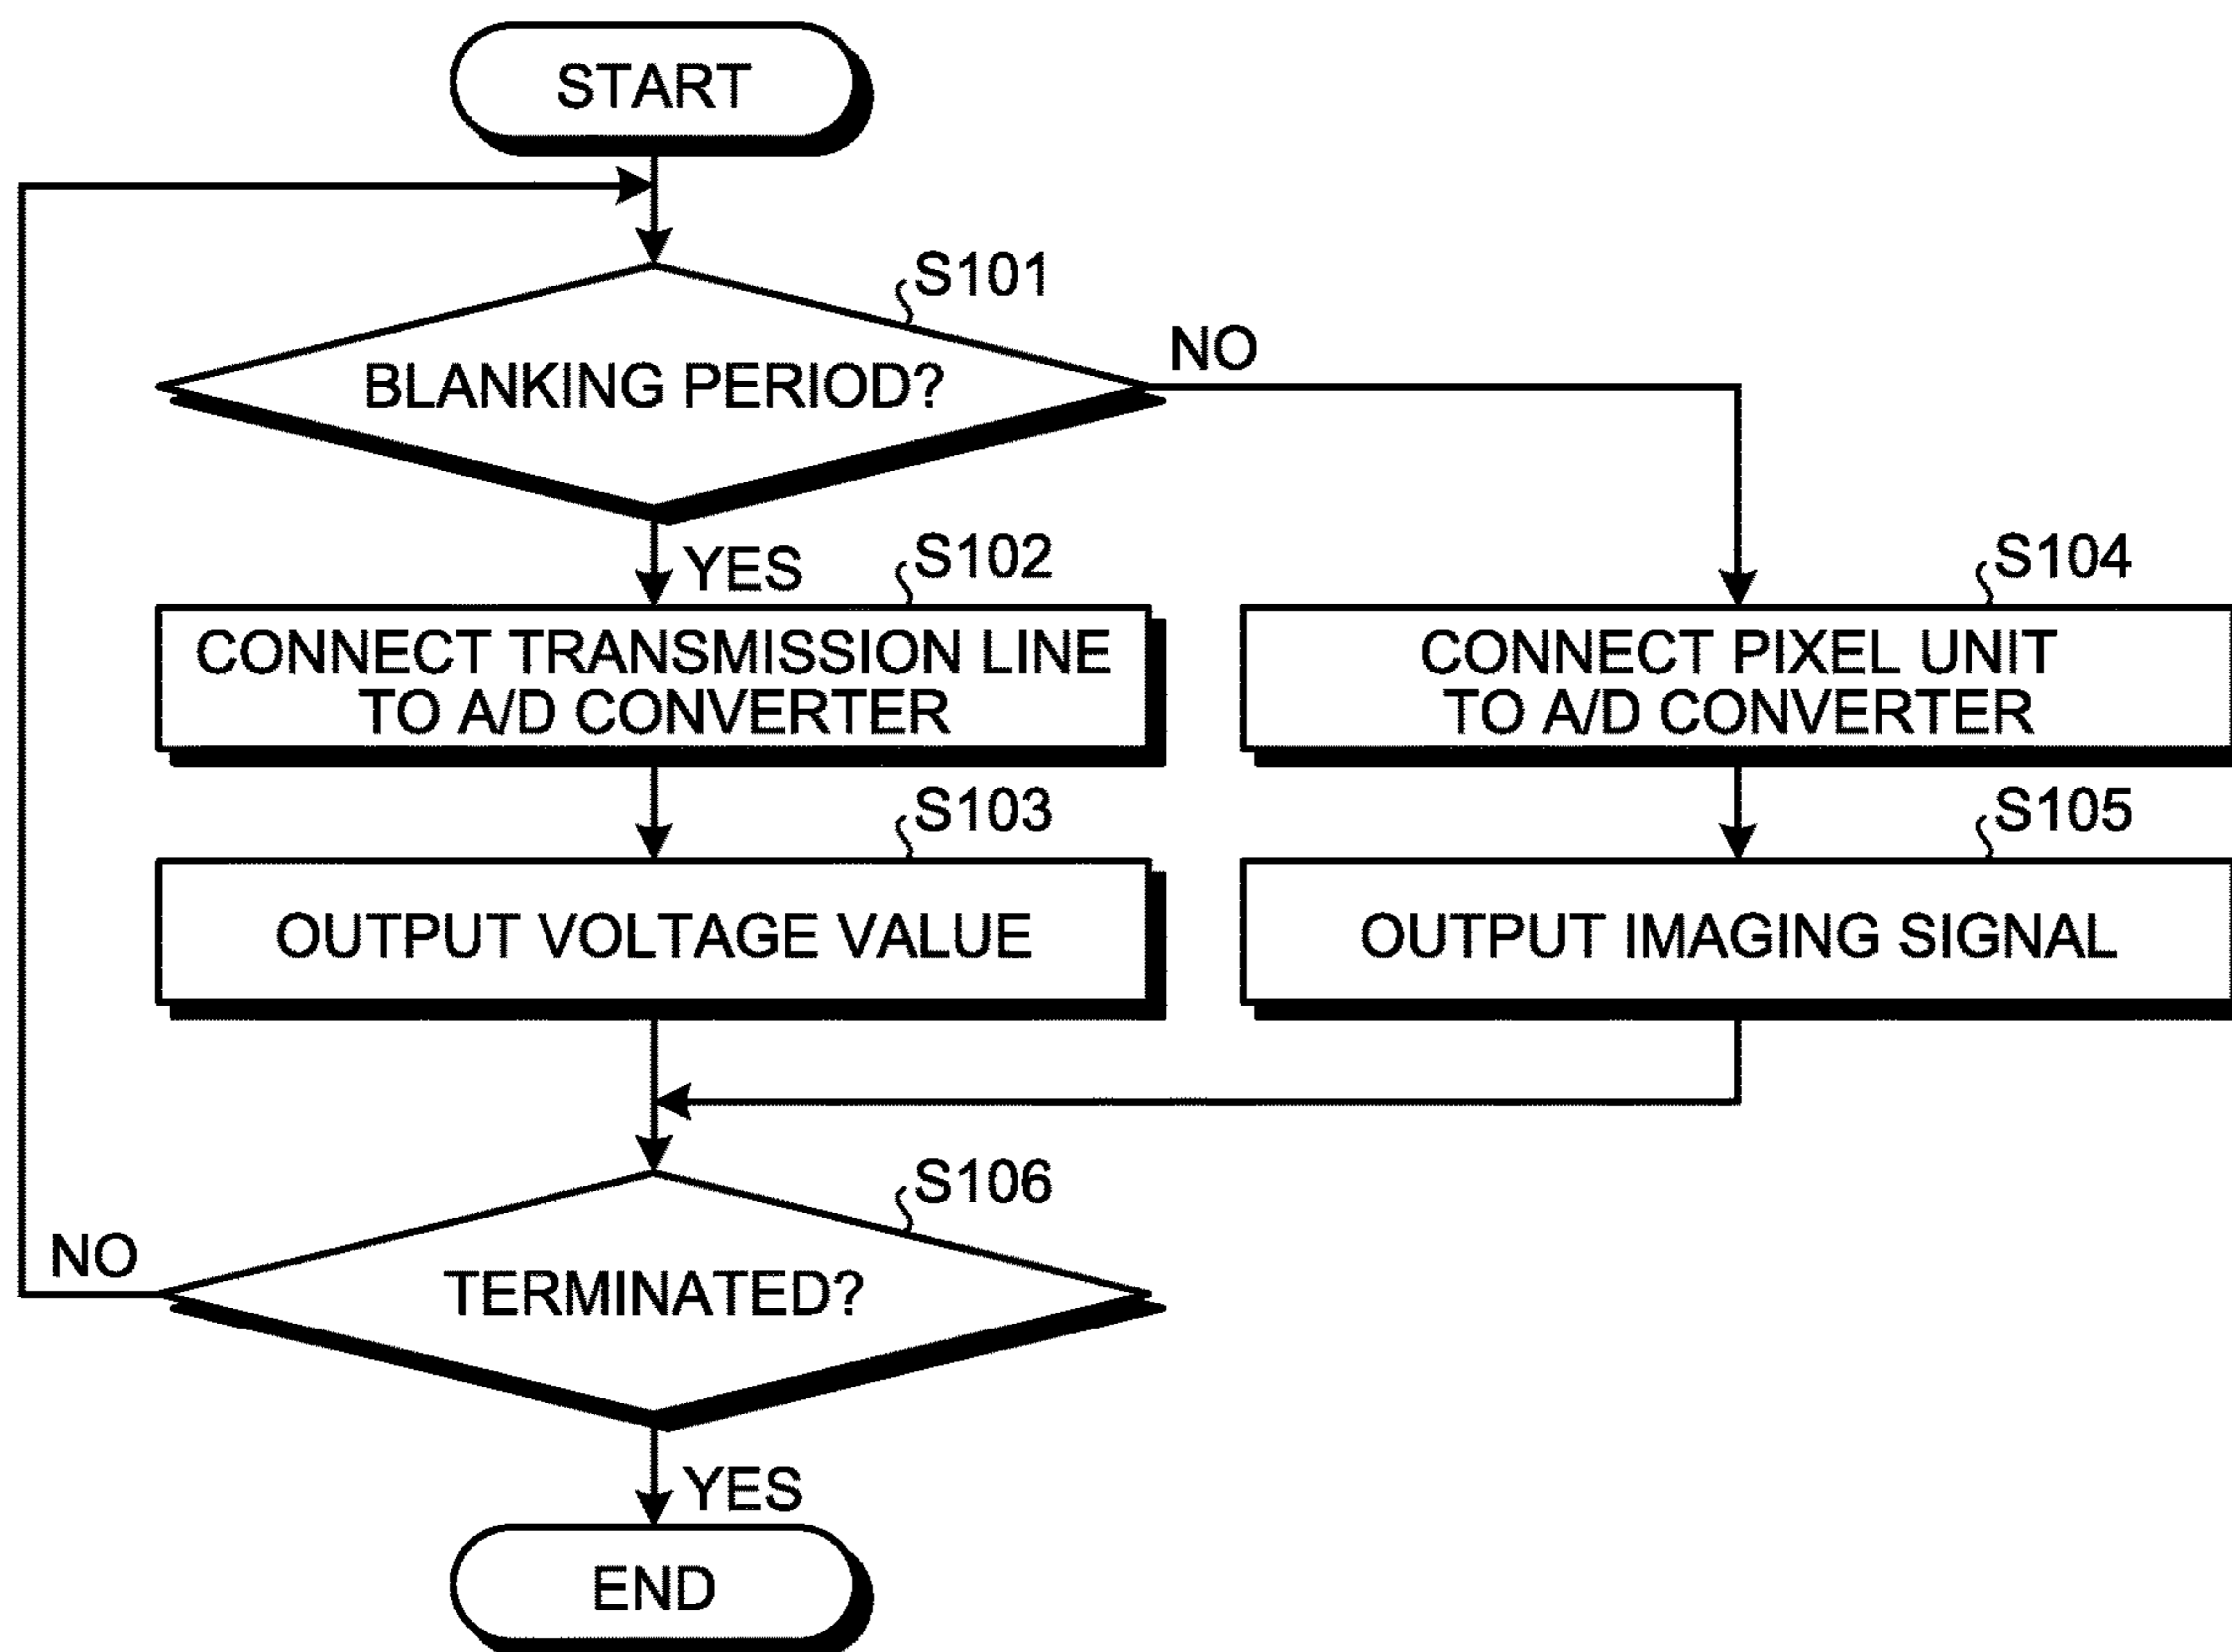 START
S101
BLANKING PERIOD?
NO
YES
S102
CONNECT TRANSMISSION LINE
TO A/D CONVERTER
S104
CONNECT PIXEL UNIT
TO A/D CONVERTER
S103
OUTPUT VOLTAGE VALUE
S105
OUTPUT IMAGING SIGNAL
S106
TERMINATED?
NO
YES
END